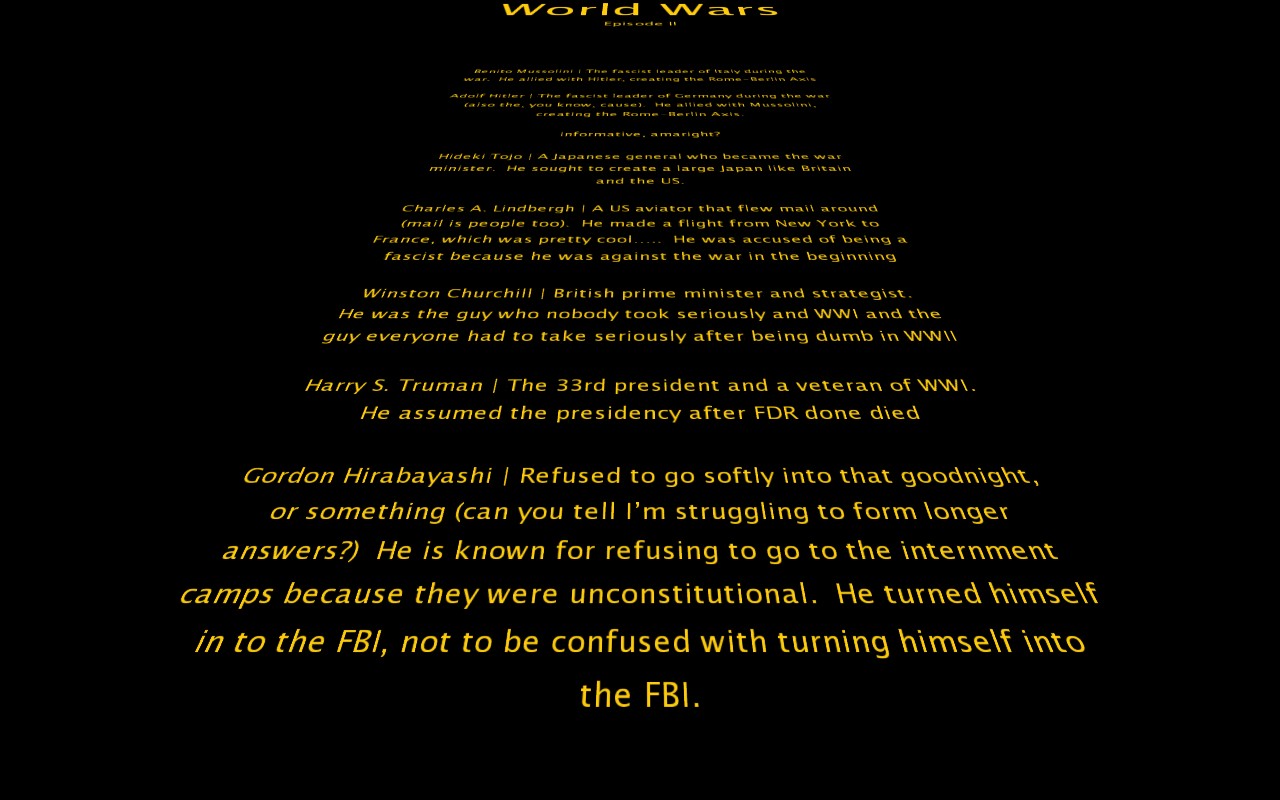 World Wars
Episode II
Benito Mussolini | The fascist leader of Italy during the
war.  He allied with Hitler, creating the Rome-Berlin Axis
Adolf Hitler | The fascist leader of Germany during the war
(also the, you know, cause).  He allied with Mussolini,
creating the Rome-Berlin Axis.
informative, amaright?
Hideki Tojo | A Japanese general who became the war
minister.  He sought to create a large Japan like Britain
and the US.
Charles A. Lindbergh | A US aviator that flew mail around
(mail is people too).  He made a flight from New York to
France, which was pretty cool.....  He was accused of being a
fascist because he was against the war in the beginning
Winston Churchill | British prime minister and strategist.
He was the guy who nobody took seriously and WWI and the
guy everyone had to take seriously after being dumb in WWII
Harry S. Truman | The 33rd president and a veteran of WWI.
He assumed the presidency after FDR done died
Gordon Hirabayashi | Refused to go softly into that goodnight,
or something (can you tell I'm struggling to form longer
answers?)  He is known for refusing to go to the internment
camps because they were unconstitutional.  He turned himself
in to the FBI, not to be confused with turning himself into
the FBI.